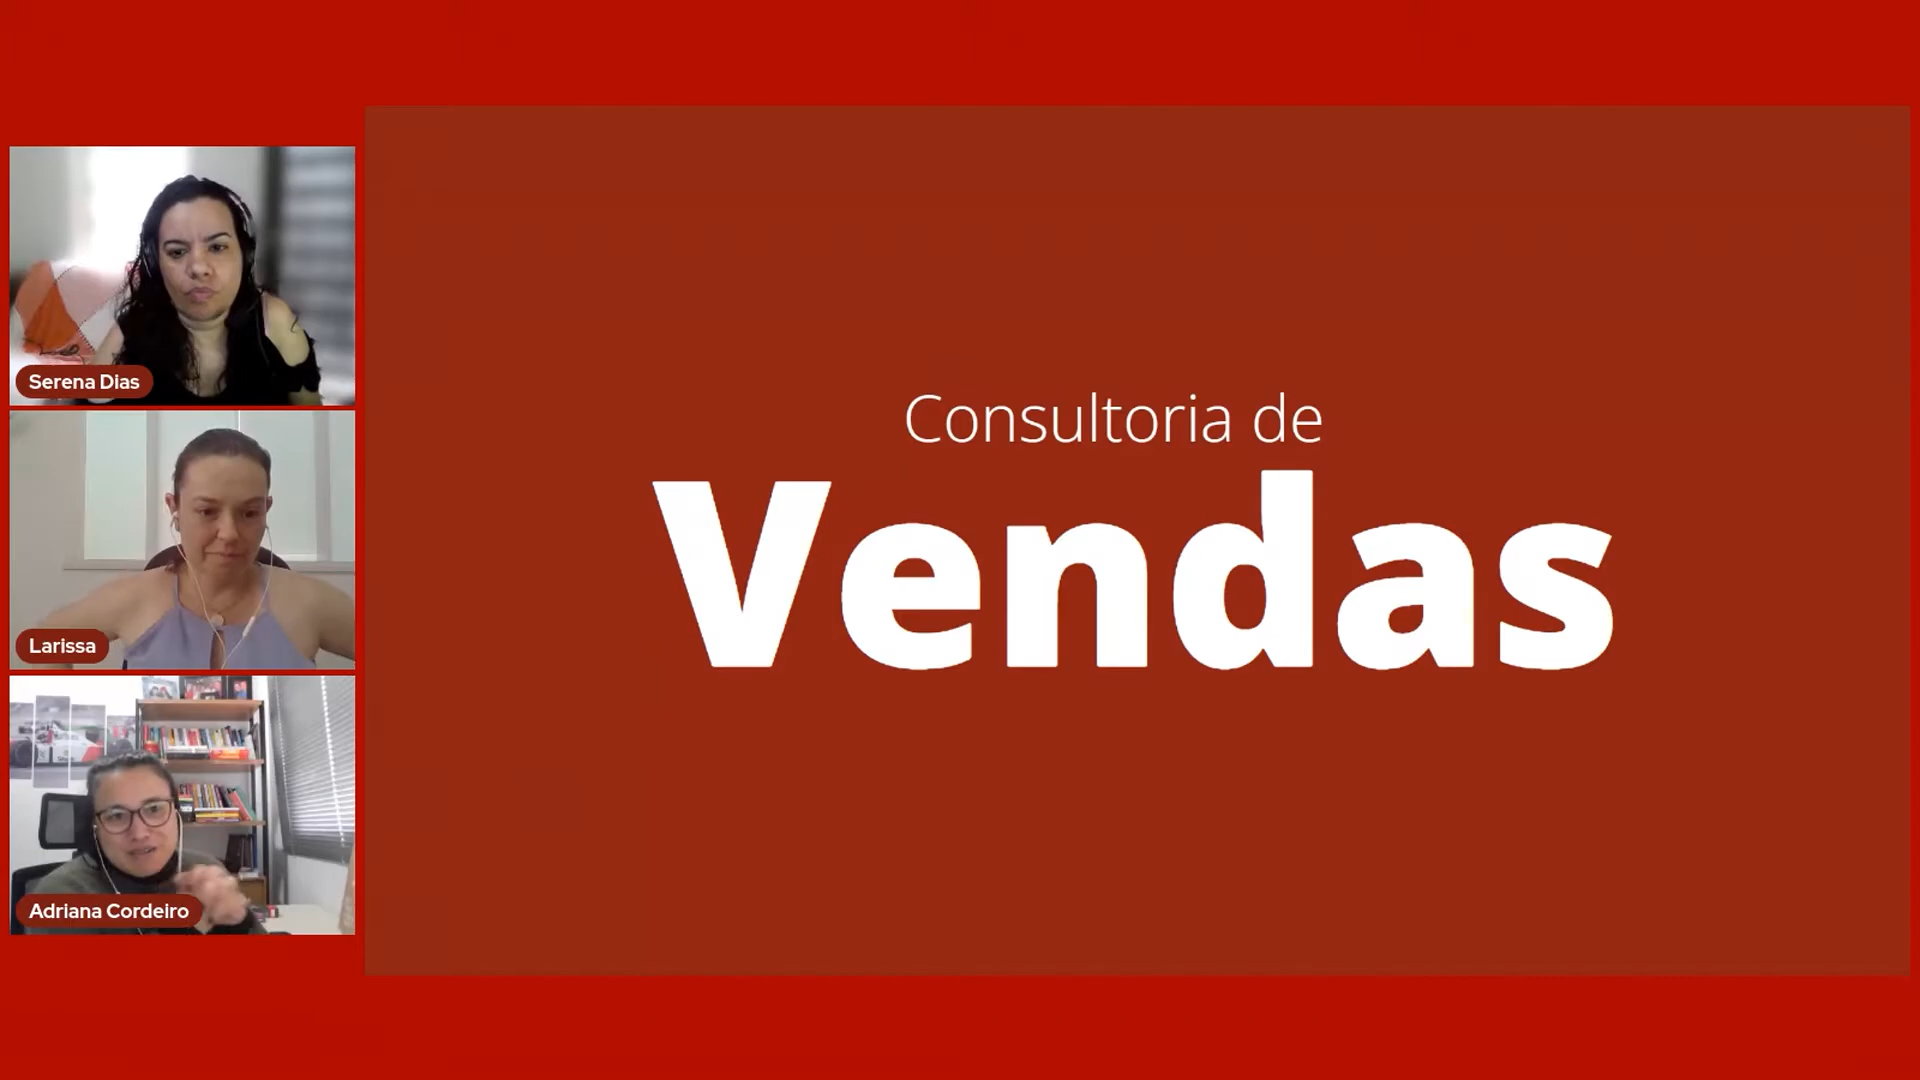 Serena Dias
Larissa
Adriana Cordeiro
Consultoria de
Vendas